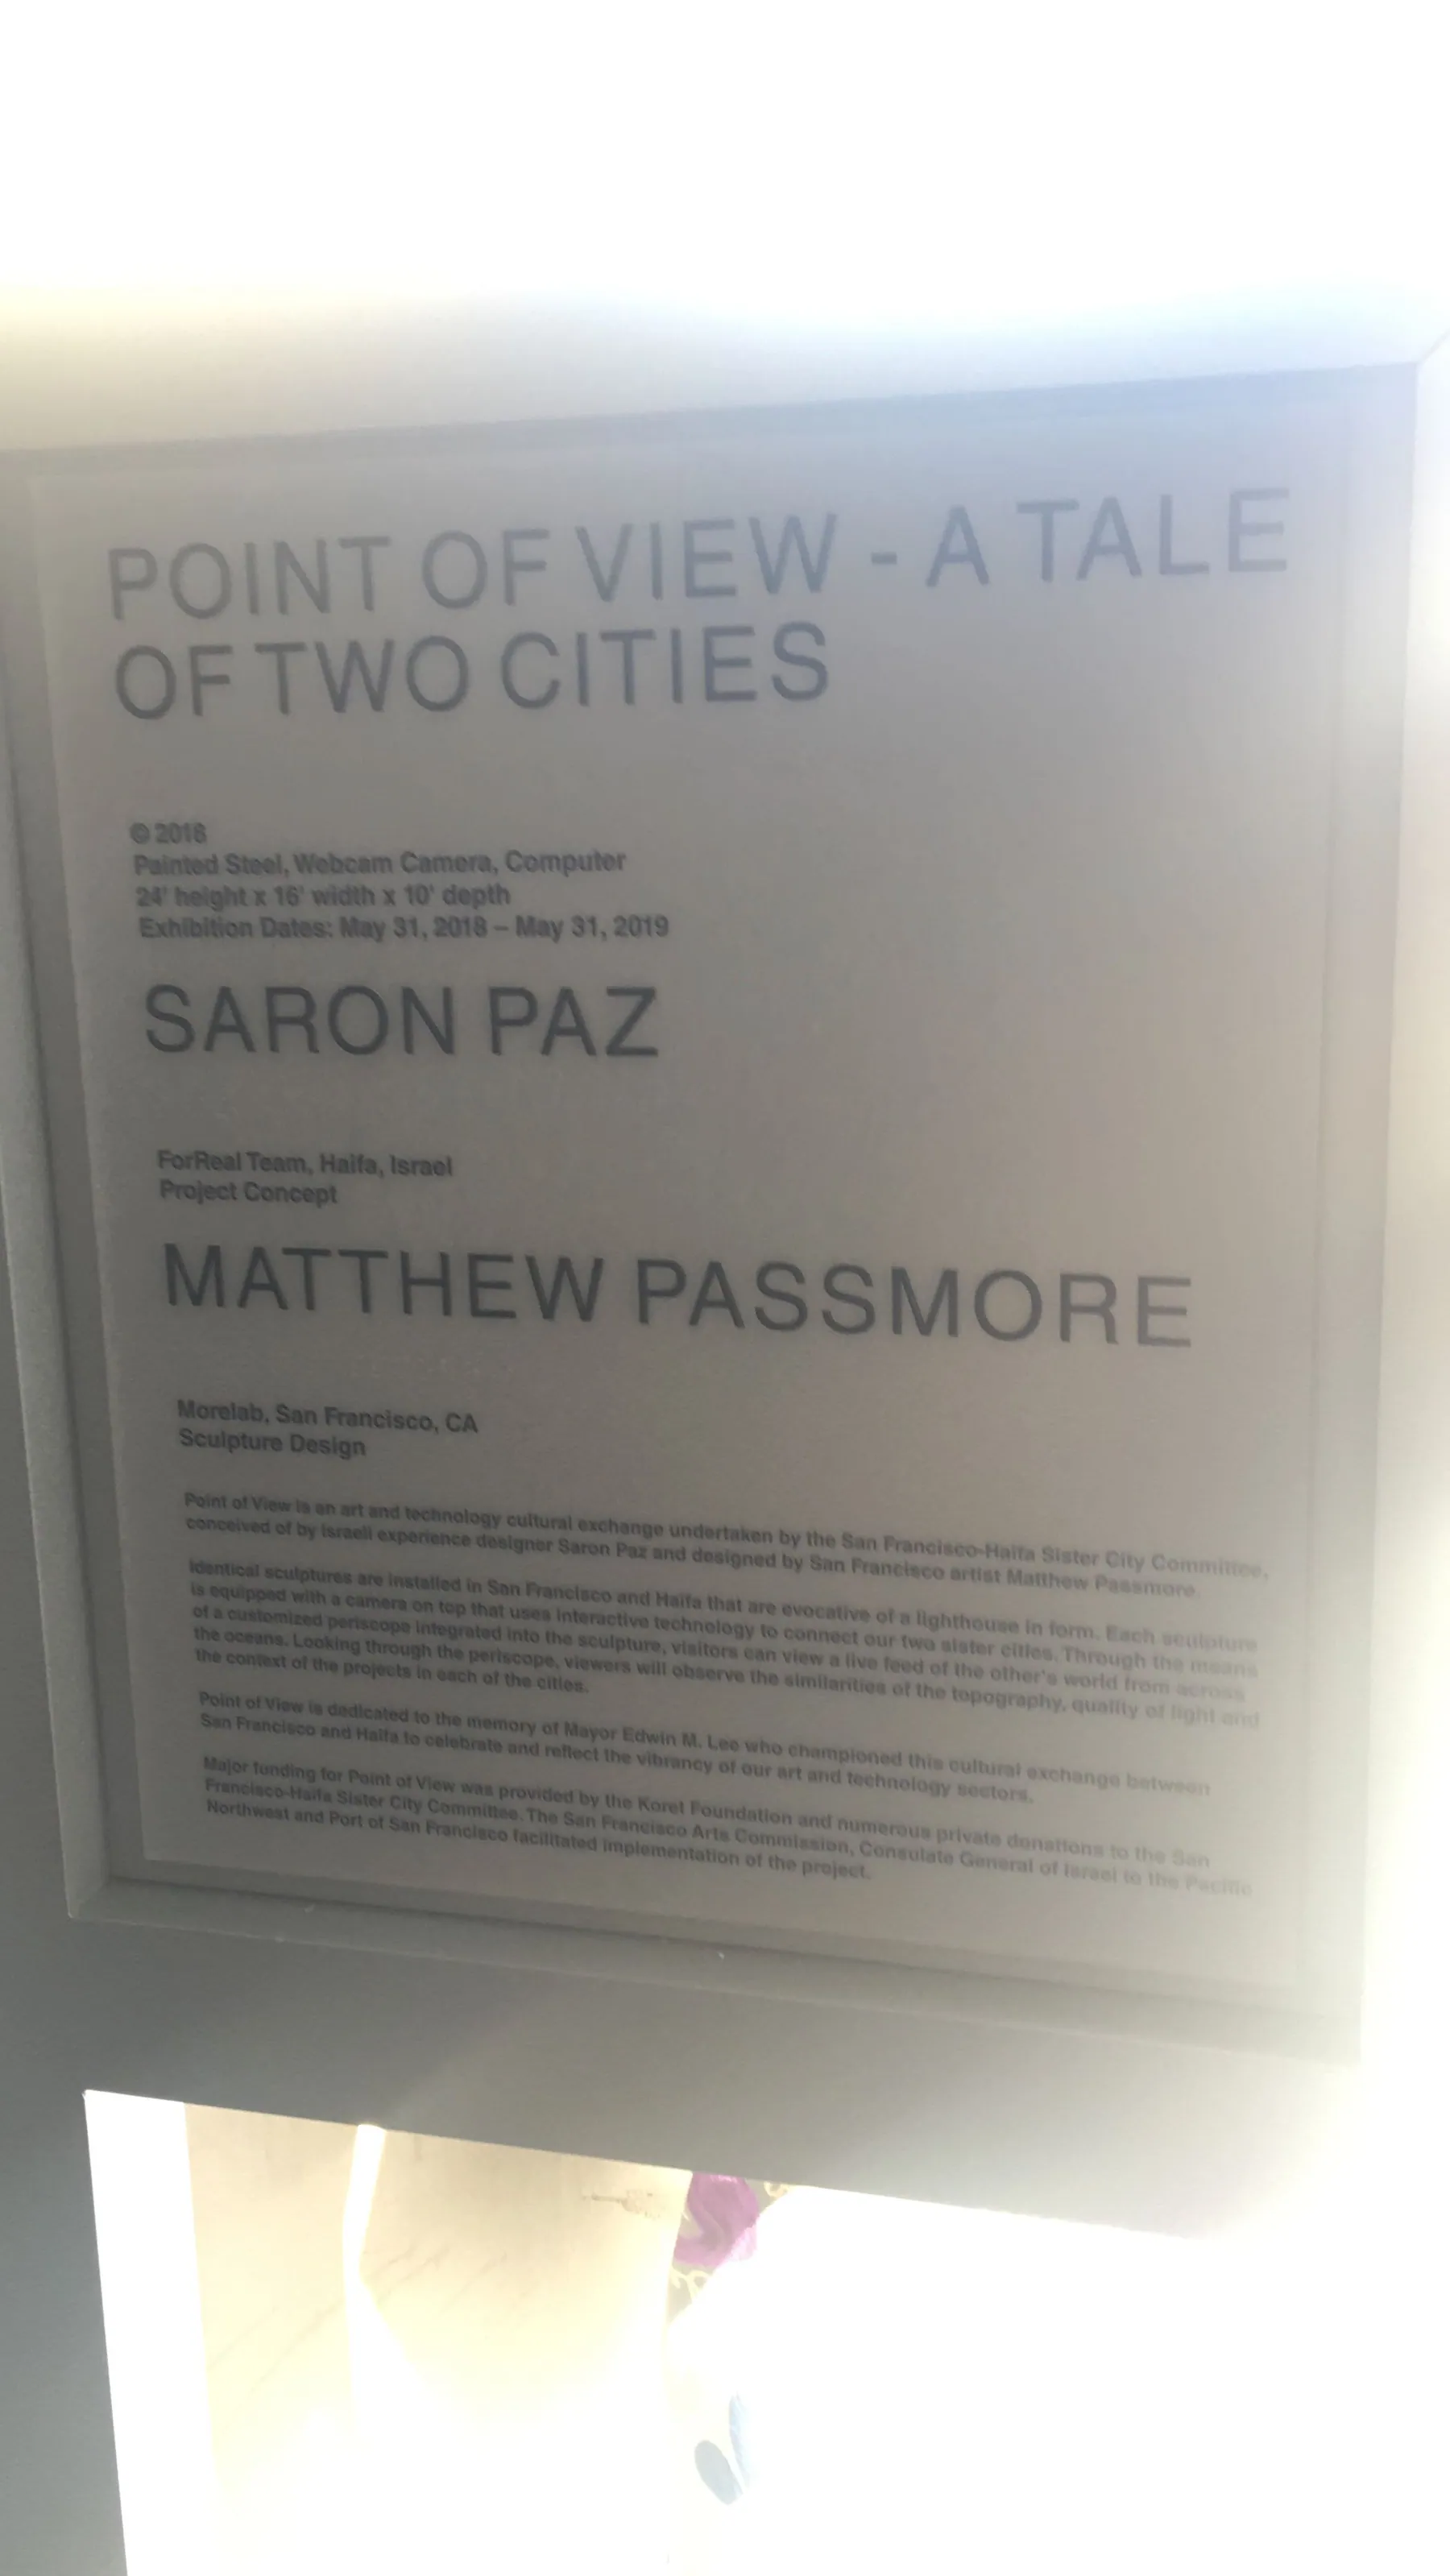 POINT OF VIEW - A TALE
OF TWO CITIES
© 2018
Painted Steel, Webcam Camera, Computer
24' height x 16' width x 10' depth
Exhibition Dates: May 31, 2018 – May 31, 2019
SARON PAZ
ForReal Team, Haifa, Israel
Project Concept
MATTHEW PASSMORE
Morelab, San Francisco, CA
Sculpture Design
Point of View is an art and technology cultural exchange undertaken by the San Francisco-Haifa Sister City Committee,
conceived of by Israeli experience designer Saron Paz and designed by San Francisco artist Matthew Passmore.
Identical sculptures are installed in San Francisco and Haifa that are evocative of a lighthouse in form. Each sculpture
is equipped with a camera on top that uses interactive technology to connect our two sister cities. Through the means
of a customized periscope integrated into the sculpture, visitors can view a live feed of the other's world from across
the oceans. Looking through the periscope, viewers will observe the similarities of the topography, quality of light and
the context of the projects in each of the cities.
Point of View is dedicated to the memory of Mayor Edwin M. Lee who championed this cultural exchange between
San Francisco and Haifa to celebrate and reflect the vibrancy of our art and technology sectors.
Major funding for Point of View was provided by the Koret Foundation and numerous private donations to the San
Francisco-Haifa Sister City Committee. The San Francisco Arts Commission, Consulate General of Israel to the Pacific
Northwest and Port of San Francisco facilitated implementation of the project.